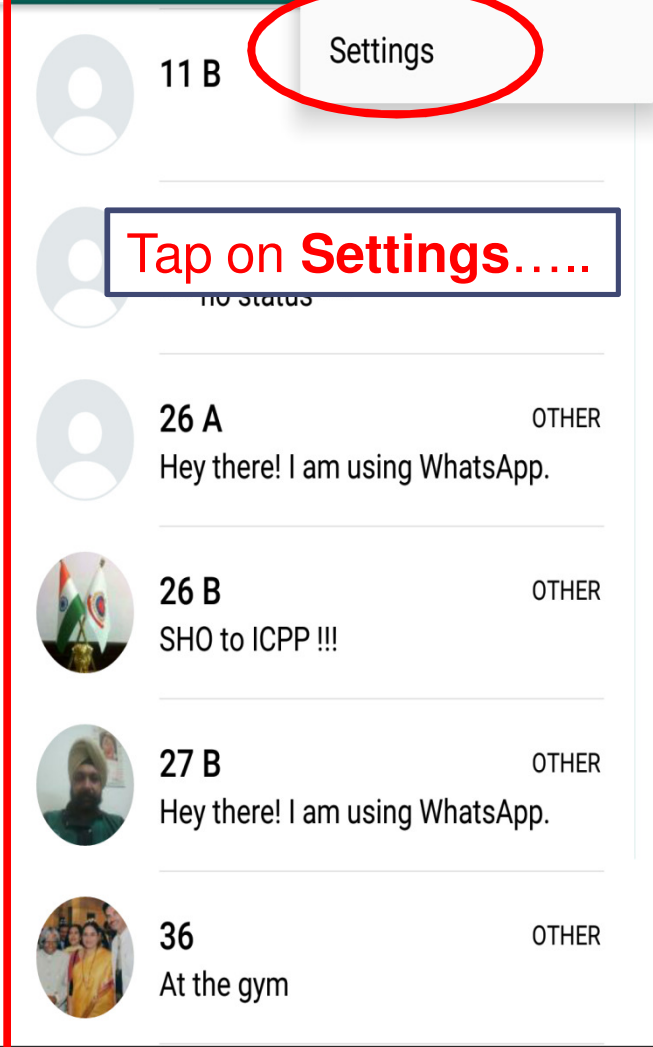 Settings
11 B
Tap on Settings…..
no status
26 A
OTHER
Hey there! I am using WhatsApp.
26 B
OTHER
SHO to ICPP !!!
27 B
OTHER
Hey there! I am using WhatsApp.
36
OTHER
At the gym